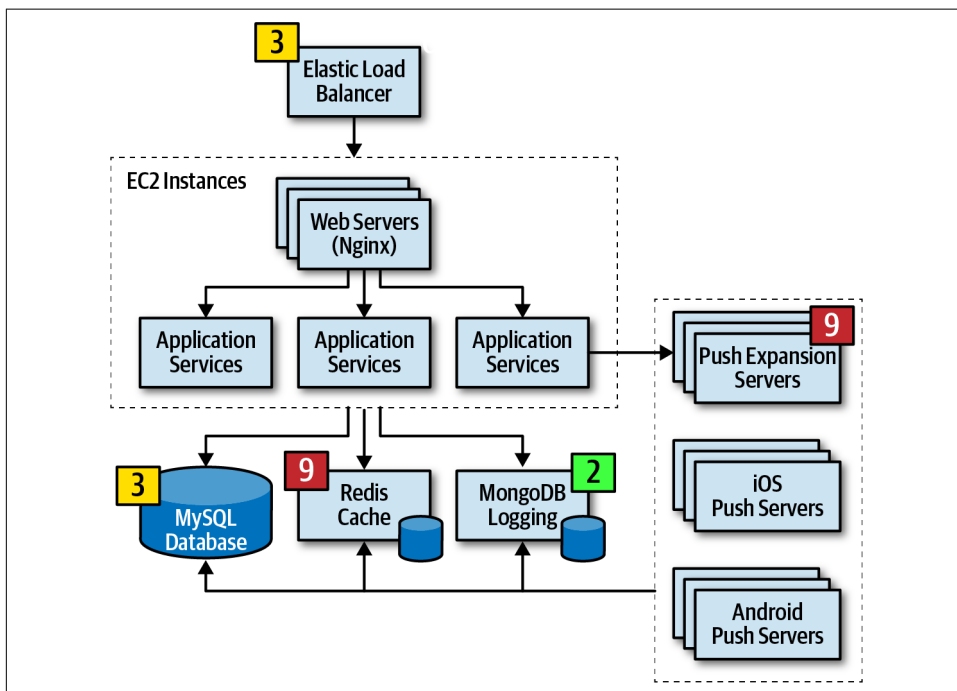 3
Elastic Load
Balancer
EC2 Instances
Web Servers
(Nginx)
Application
Services
Application
Services
Application
Services
9
Push Expansion
Servers
3
MySQL
Database
9
Redis
Cache
2
MongoDB
Logging
iOS
Push Servers
Android
Push Servers